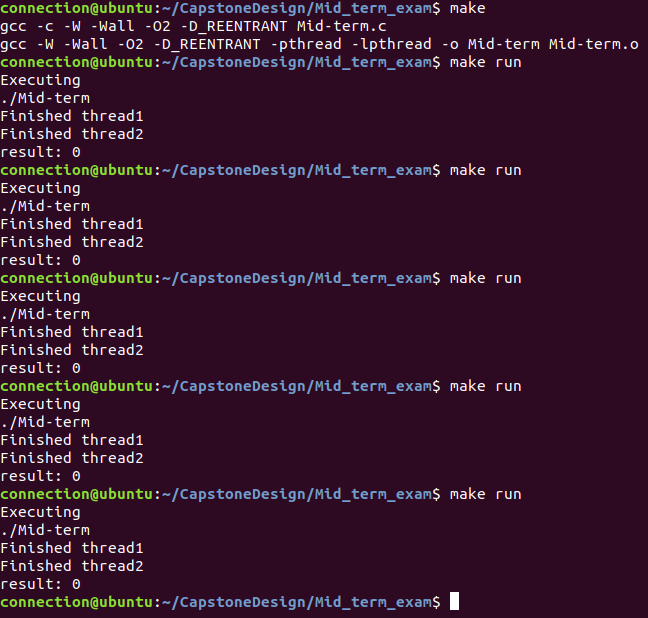 connection@ubuntu:~/CapstoneDesign/Mid_term_exam$ make
gcc -c -W -Wall -O2 -D_REENTRANT Mid-term.c
gcc -W -Wall -O2 -D_REENTRANT -pthread -lpthread -o Mid-term Mid-term.o
connection@ubuntu:~/CapstoneDesign/Mid_term_exam$ make run
Executing
./Mid-term
Finished thread1
Finished thread2
result: 0
connection@ubuntu:~/CapstoneDesign/Mid_term_exam$ make run
Executing
./Mid-term
Finished thread1
Finished thread2
result: 0
connection@ubuntu:~/CapstoneDesign/Mid_term_exam$ make run
Executing
./Mid-term
Finished thread1
Finished thread2
result: 0
connection@ubuntu:~/CapstoneDesign/Mid_term_exam$ make run
Executing
./Mid-term
Finished thread1
Finished thread2
result: 0
connection@ubuntu:~/CapstoneDesign/Mid_term_exam$ make run
Executing
./Mid-term
Finished thread1
Finished thread2
result: 0
connection@ubuntu:~/CapstoneDesign/Mid_term_exam$